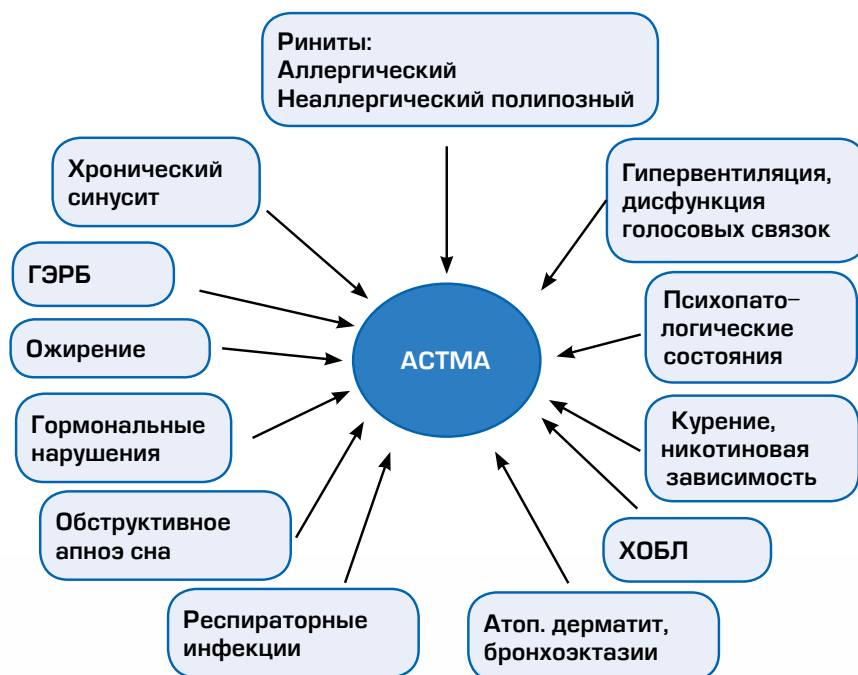 Риниты:
Аллергический
Неаллергический полипозный
Хронический
синусит
Гипервентиляция,
дисфункция
голосовых связок
ГЭРБ
Психопато–
логические
состояния
Ожирение
АСТМА
Гормональные
нарушения
Курение,
никотиновая
зависимость
Обструктивное
апноэ сна
ХОБЛ
Респираторные
инфекции
Атоп. дерматит,
бронхоэктазии